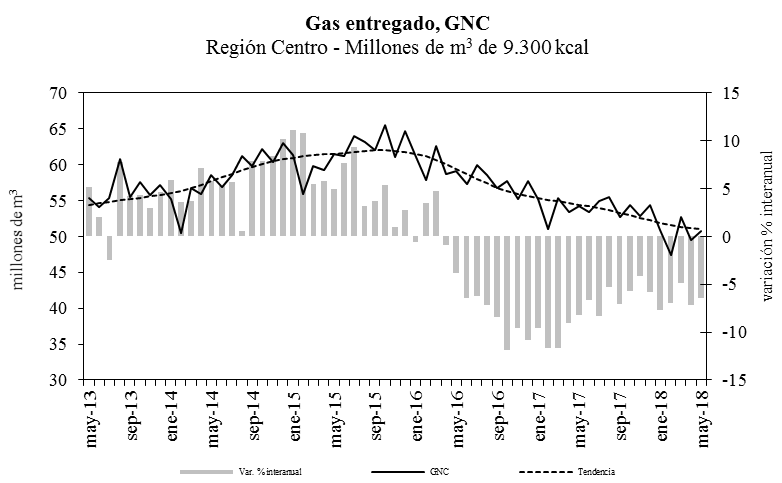 Gas entregado, GNC
Región Centro - Millones de m³ de 9.300 kcal
70
65
60
55
50
45
40
35
30
millones de m³
15
10
5
0
-5
-10
-15
variación % interanual
may-13
sep-13
ene-14
may-14
sep-14
ene-15
may-15
sep-15
ene-16
may-16
sep-16
ene-17
may-17
sep-17
ene-18
may-18
Var. % interanual
GNC
Tendencia